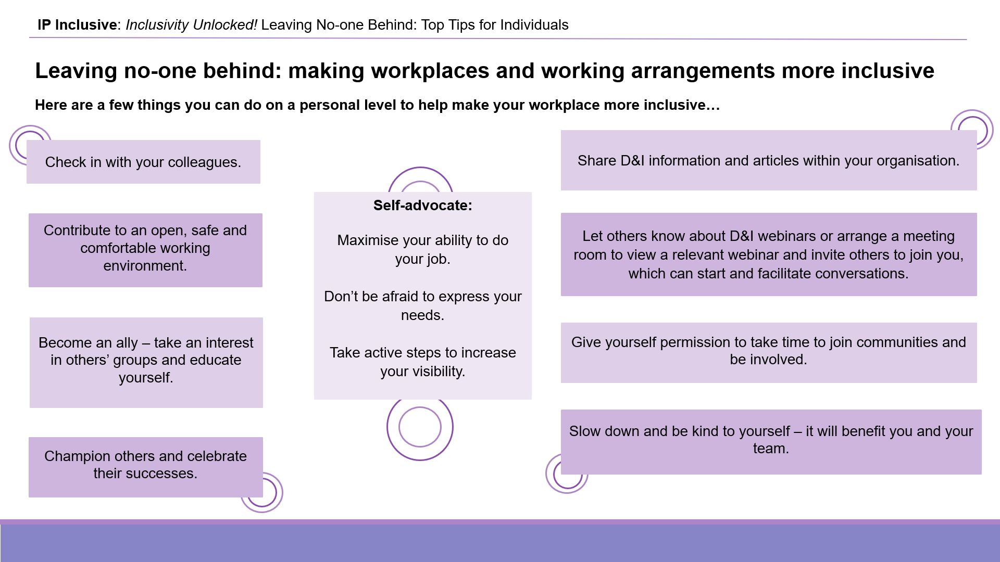 IP Inclusive: Inclusivity Unlocked! Leaving No-one Behind: Top Tips for Individuals
Leaving no-one behind: making workplaces and working arrangements more inclusive
Here are a few things you can do on a personal level to help make your workplace more inclusive…
Check in with your colleagues.
Contribute to an open, safe and
comfortable working
environment.
Become an ally – take an interest
in others’ groups and educate
yourself.
Champion others and celebrate
their successes.
Self-advocate:
Maximise your ability to do
your job.
Don’t be afraid to express your
needs.
Take active steps to increase
your visibility.
Share D&I information and articles within your organisation.
Let others know about D&I webinars or arrange a meeting
room to view a relevant webinar and invite others to join you,
which can start and facilitate conversations.
Give yourself permission to take time to join communities and
be involved.
Slow down and be kind to yourself – it will benefit you and your
team.